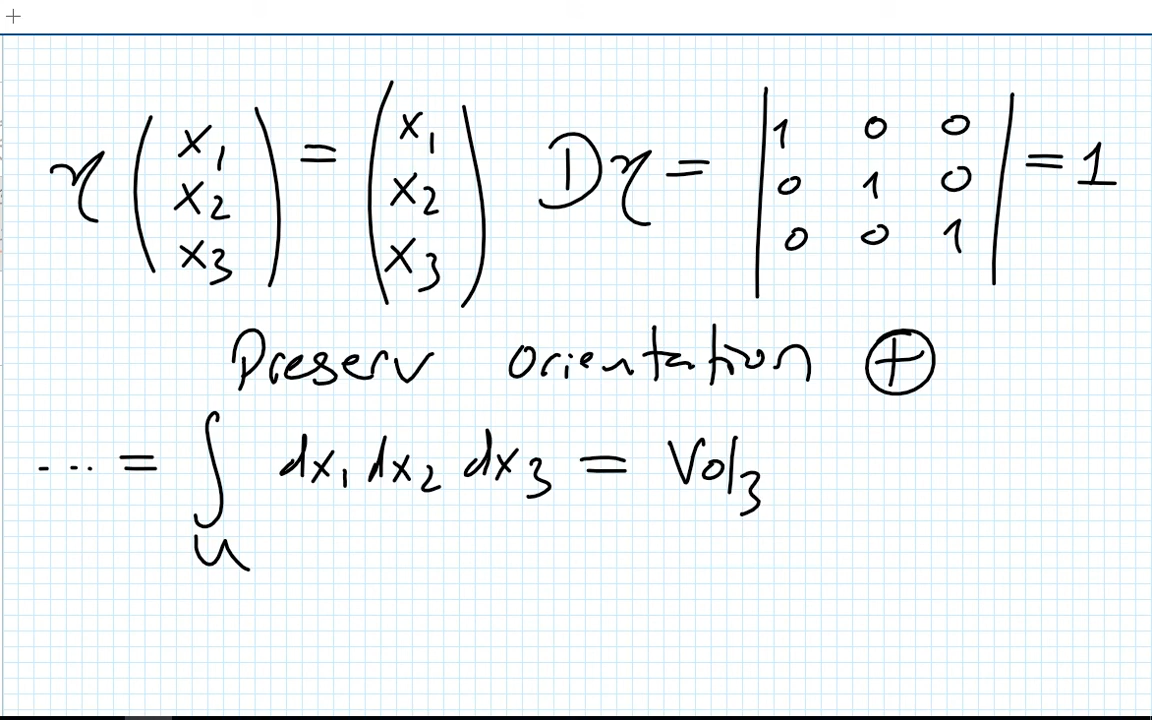 η (x₁ x₂ x₃) = (x₁ x₂ x₃) Dη = |1 0 0 0 1 0 0 0 1| = 1
Preserv orientation ⊕
... = ∫_U dx₁ dx₂ dx₃ = Vol₃